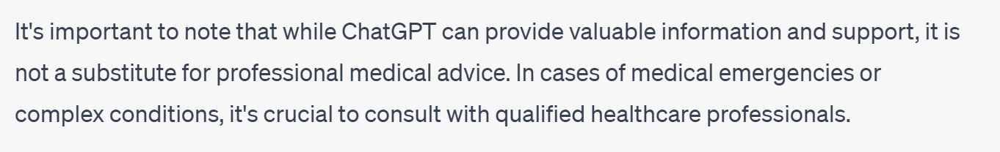 It's important to note that while ChatGPT can provide valuable information and support, it is
not a substitute for professional medical advice. In cases of medical emergencies or
complex conditions, it's crucial to consult with qualified healthcare professionals.